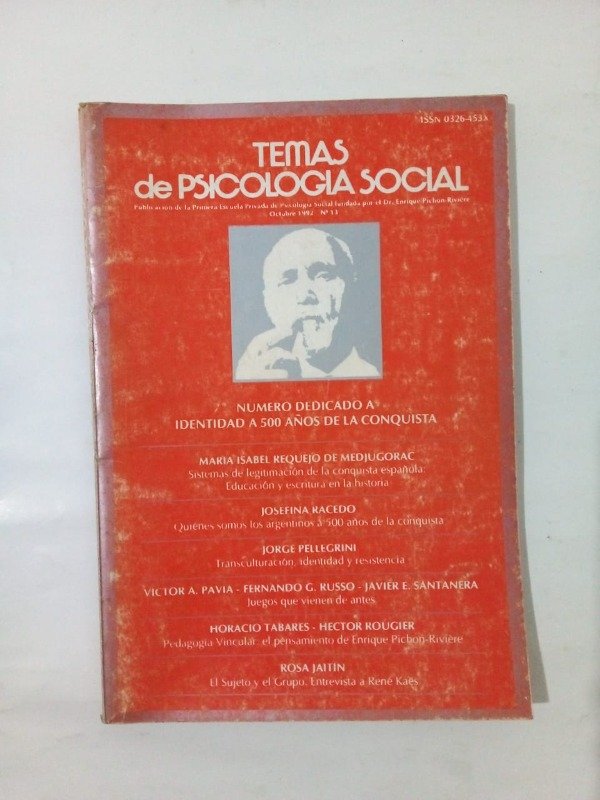 ISSN 0326-453X
TEMAS
de PSICOLOGIA SOCIAL
Publicación de la Primera Escuela Privada de Psicología Social fundada por el Dr. Enrique Pichon-Rivière
Octubre 1992 Nº 13
NUMERO DEDICADO A
IDENTIDAD A 500 AÑOS DE LA CONQUISTA
MARIA ISABEL REQUEJO DE MEDJUGORAC
Sistemas de legitimación de la conquista española:
Educación y escritura en la historia
JOSEFINA RACEDO
Quiénes somos los argentinos a 500 años de la conquista
JORGE PELLEGRINI
Transculturación, identidad y resistencia
VICTOR A. PAVIA - FERNANDO G. RUSSO - JAVIER E. SANTANERA
Juegos que vienen de antes
HORACIO TABARES - HECTOR ROUGIER
Pedagogía Vincular: el pensamiento de Enrique Pichon-Rivière
ROSA JAITIN
El Sujeto y el Grupo. Entrevista a René Kaës